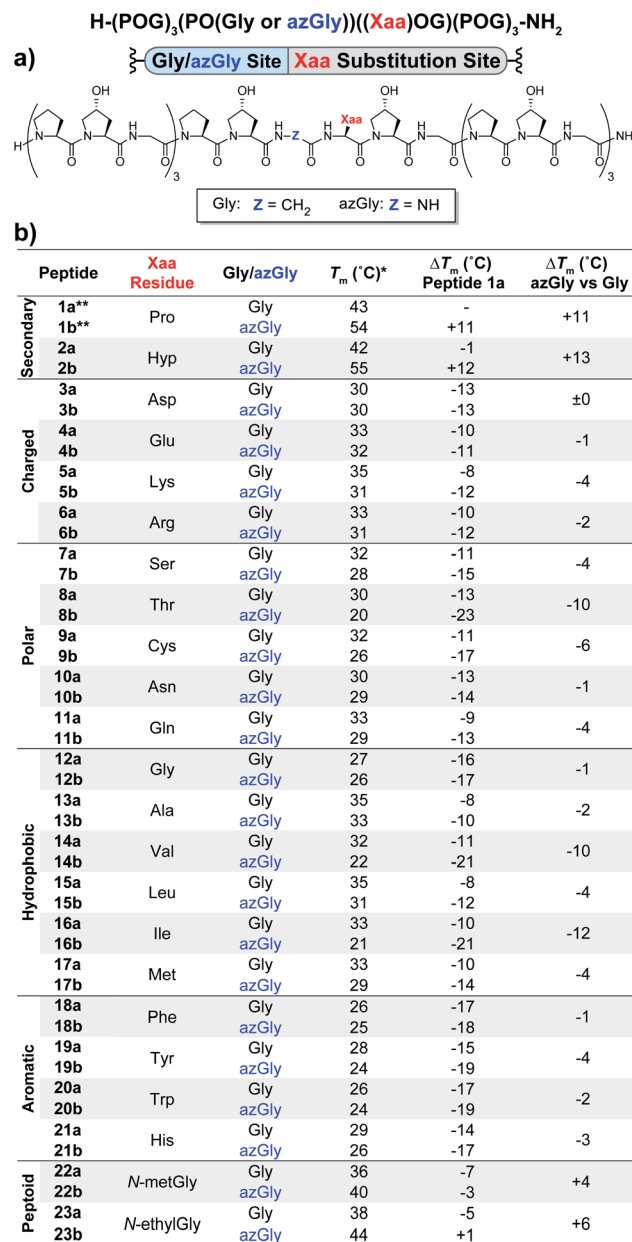 H-(POG)3(PO(Gly or azGly))((Xaa)OG)(POG)3-NH2
a)
Gly/azGly Site Xaa Substitution Site
OH OH OH OH
H N N O O HN O 3 N N O O HN Z O HN Xaa O N O HN O N N O O HN O 3 NH2
Gly: Z = CH2 azGly: Z = NH
b)
Peptide Xaa Residue Gly/azGly Tm (˚C)* ΔTm (˚C) Peptide 1a ΔTm (˚C) azGly vs Gly
Secondary
1a** Pro Gly 43 - +11
1b** azGly 54 +11
2a Hyp Gly 42 -1 +13
2b azGly 55 +12
Charged
3a Asp Gly 30 -13 ±0
3b azGly 30 -13
4a Glu Gly 33 -10 -1
4b azGly 32 -11
5a Lys Gly 35 -8 -4
5b azGly 31 -12
6a Arg Gly 33 -10 -2
6b azGly 31 -12
Polar
7a Ser Gly 32 -11 -4
7b azGly 28 -15
8a Thr Gly 30 -13 -10
8b azGly 20 -23
9a Cys Gly 32 -11 -6
9b azGly 26 -17
10a Asn Gly 30 -13 -1
10b azGly 29 -14
11a Gln Gly 33 -9 -4
11b azGly 29 -13
Hydrophobic
12a Gly Gly 27 -16 -1
12b azGly 26 -17
13a Ala Gly 35 -8 -2
13b azGly 33 -10
14a Val Gly 32 -11 -10
14b azGly 22 -21
15a Leu Gly 35 -8 -4
15b azGly 31 -12
16a Ile Gly 33 -10 -12
16b azGly 21 -21
17a Met Gly 33 -10 -4
17b azGly 29 -14
Aromatic
18a Phe Gly 26 -17 -1
18b azGly 25 -18
19a Tyr Gly 28 -15 -4
19b azGly 24 -19
20a Trp Gly 26 -17 -2
20b azGly 24 -19
21a His Gly 29 -14 -3
21b azGly 26 -17
Peptoid
22a N-metGly Gly 36 -7 +4
22b azGly 40 -3
23a N-ethylGly Gly 38 -5 +6
23b azGly 44 +1